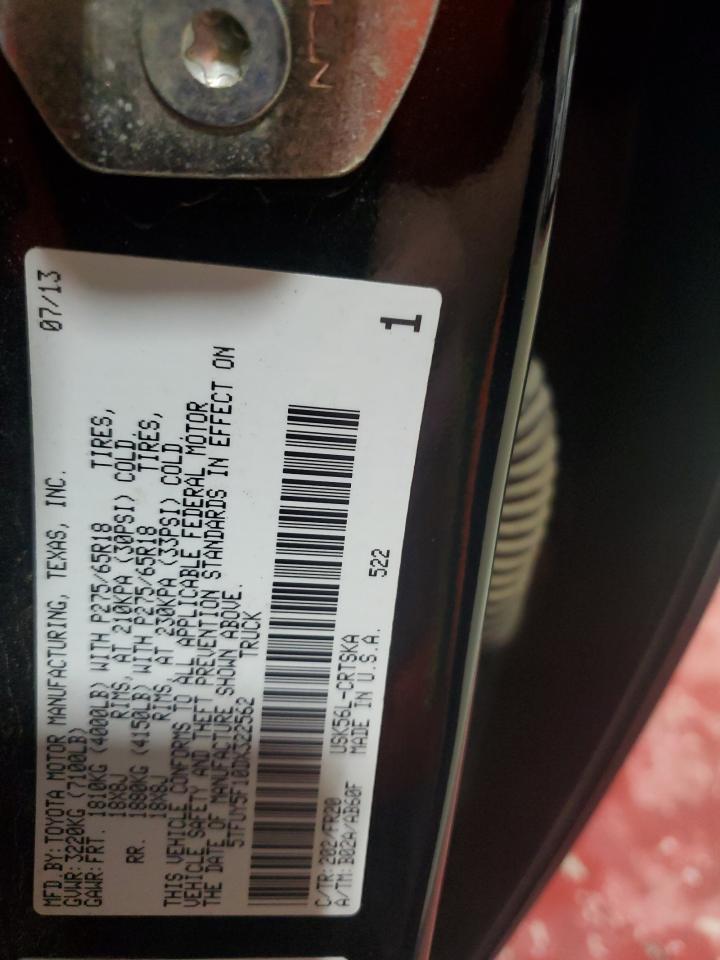 MFD.BY:TOYOTA MOTOR MANUFACTURING, TEXAS, INC. 07/13
GVWR:3220KG (7100LB)
GAWR:FRT. 1810KG (4000LB) WITH P275/65R18 TIRES,
18X8J RIMS, AT 210KPA (30PSI) COLD.
RR. 1880KG (4150LB) WITH P275/65R18 TIRES,
18X8J RIMS, AT 230KPA (33PSI) COLD.
THIS VEHICLE CONFORMS TO ALL APPLICABLE FEDERAL MOTOR
VEHICLE SAFETY AND THEFT PREVENTION STANDARDS IN EFFECT ON
THE DATE OF MANUFACTURE SHOWN ABOVE.
5TFUY5F10DX322562 TRUCK
C/TR:202/FR20 USK56L-CRTSKA
A/TM:B02A/AB60F MADE IN U.S.A. 522
1